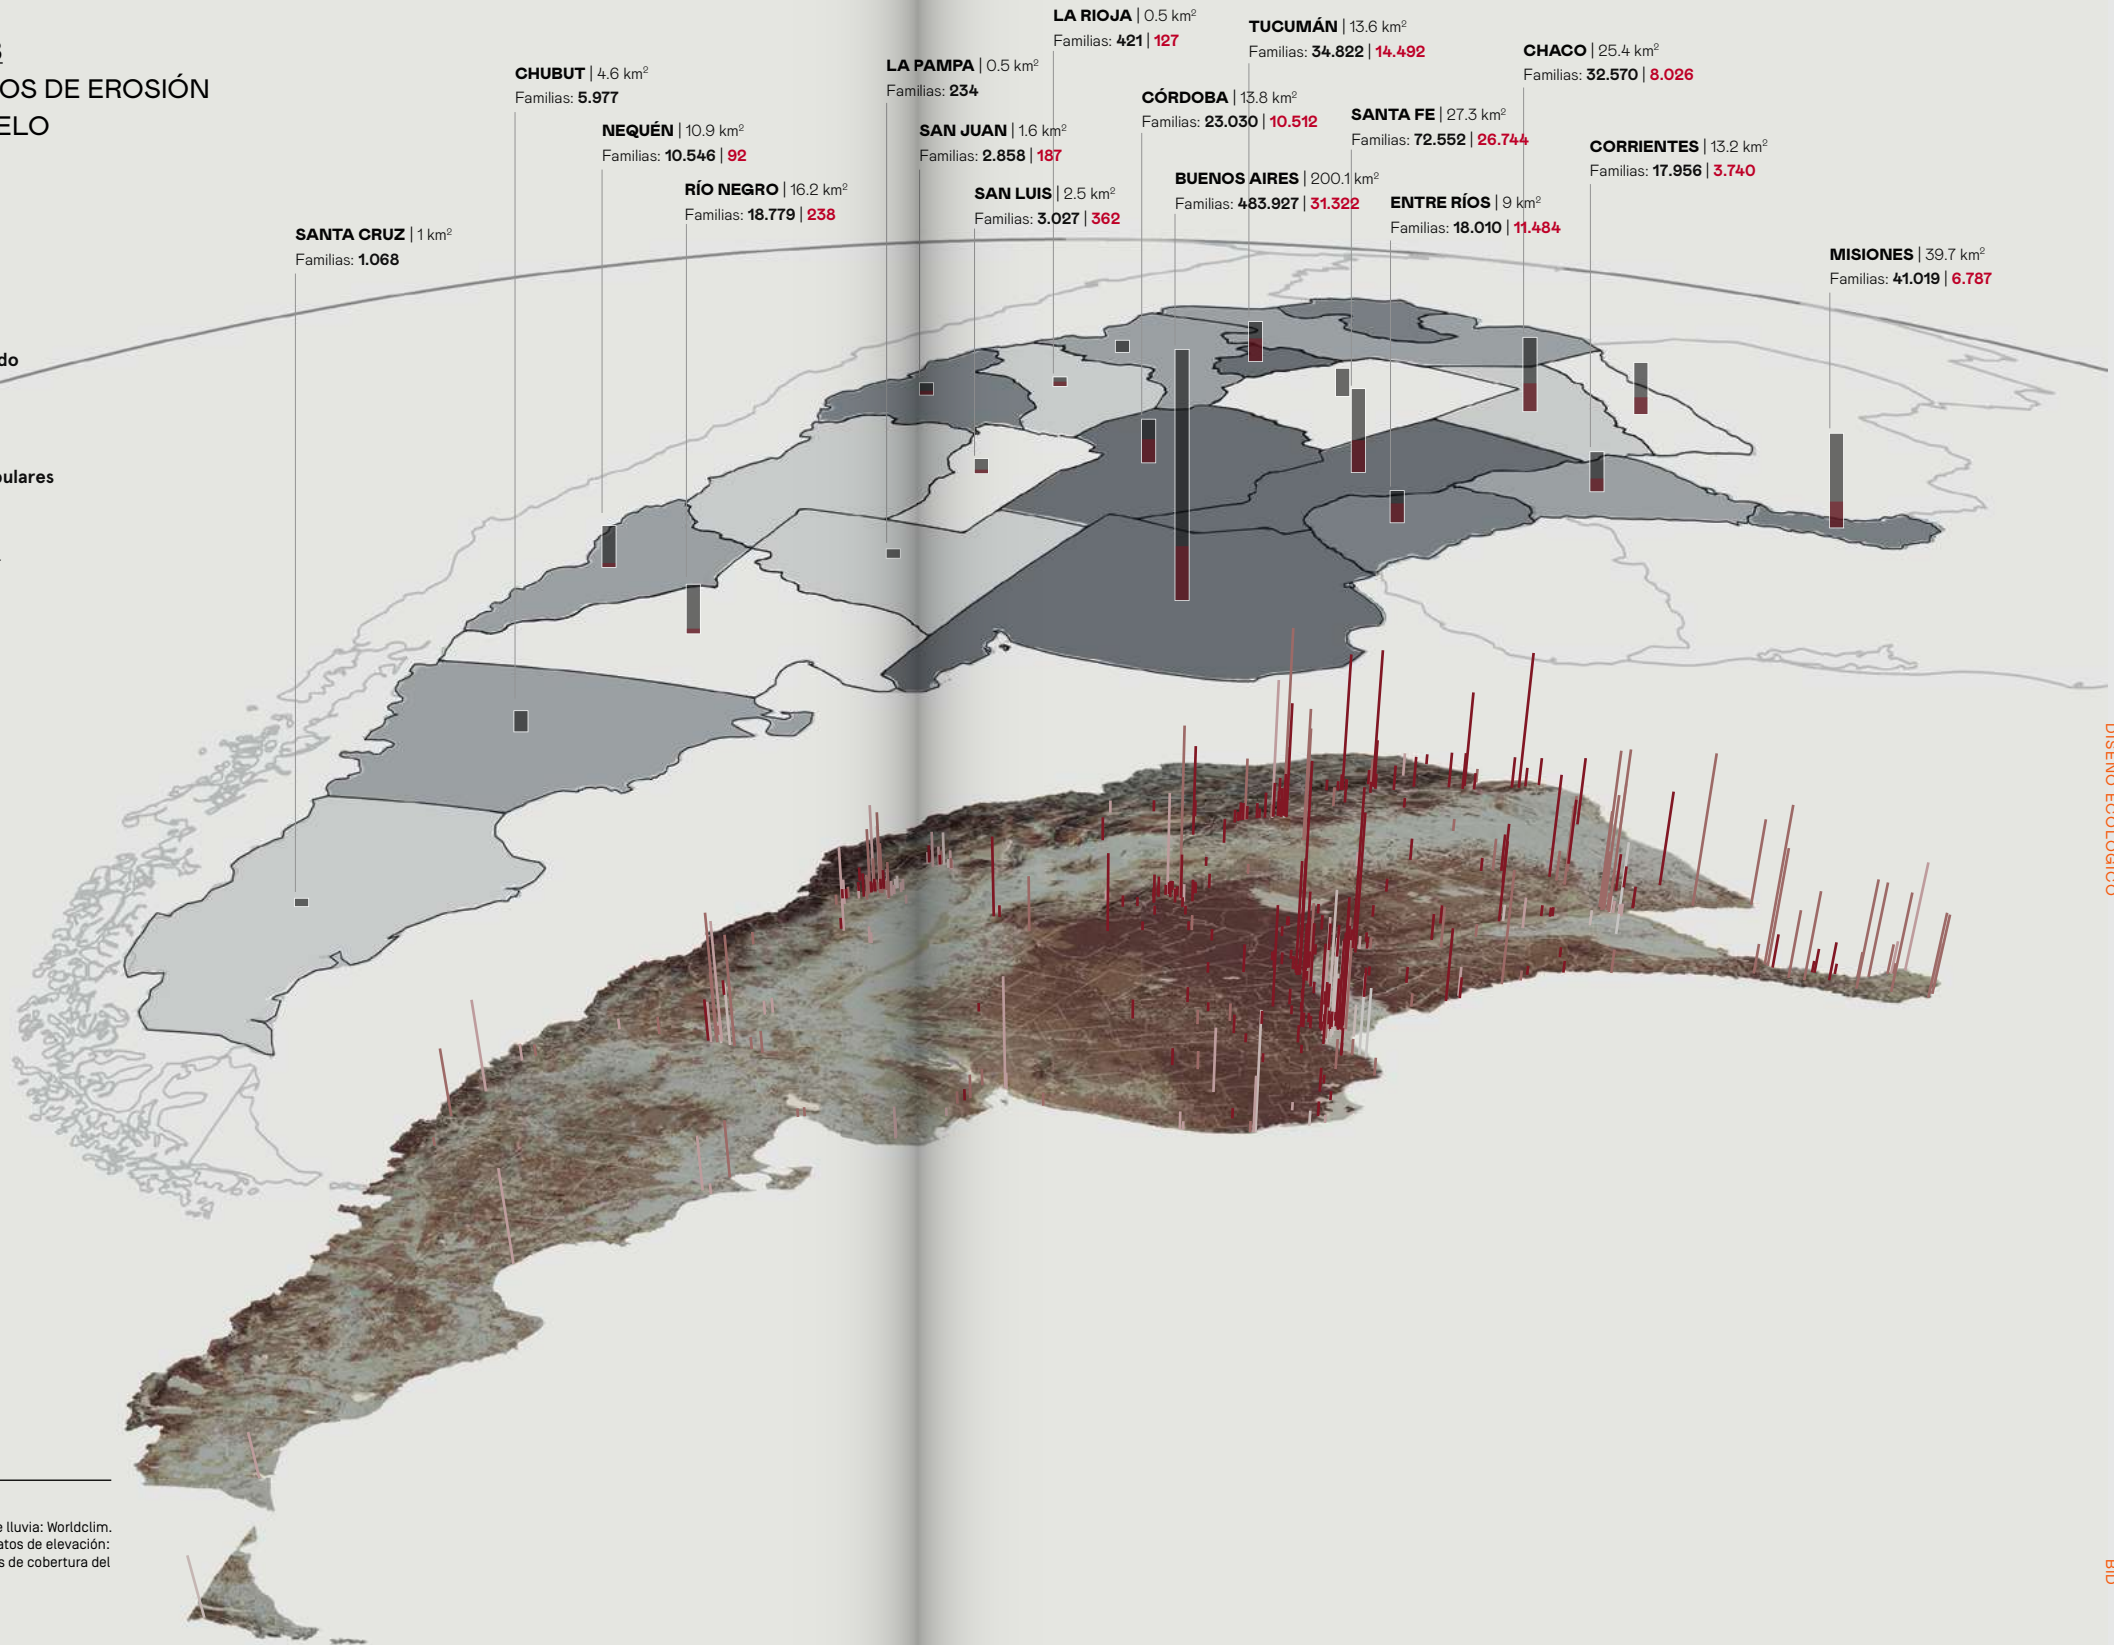 OS DE EROSIÓN
ELO
do
pulares
SANTA CRUZ | 1 km²
Familias: 1.068
CHUBUT | 4.6 km²
Familias: 5.977
NEQUÉN | 10.9 km²
Familias: 10.546 | 92
RÍO NEGRO | 16.2 km²
Familias: 18.779 | 238
LA PAMPA | 0.5 km²
Familias: 234
SAN JUAN | 1.6 km²
Familias: 2.858 | 187
SAN LUIS | 2.5 km²
Familias: 3.027 | 362
LA RIOJA | 0.5 km²
Familias: 421 | 127
CÓRDOBA | 13.8 km²
Familias: 23.030 | 10.512
BUENOS AIRES | 200.1 km²
Familias: 483.927 | 31.322
TUCUMÁN | 13.6 km²
Familias: 34.822 | 14.492
SANTA FE | 27.3 km²
Familias: 72.552 | 26.744
ENTRE RÍOS | 9 km²
Familias: 18.010 | 11.484
CHACO | 25.4 km²
Familias: 32.570 | 8.026
CORRIENTES | 13.2 km²
Familias: 17.956 | 3.740
MISIONES | 39.7 km²
Familias: 41.019 | 6.787
e lluvia: Worldclim.
atos de elevación:
s de cobertura del
DISEÑO ECOLÓGICO
BID